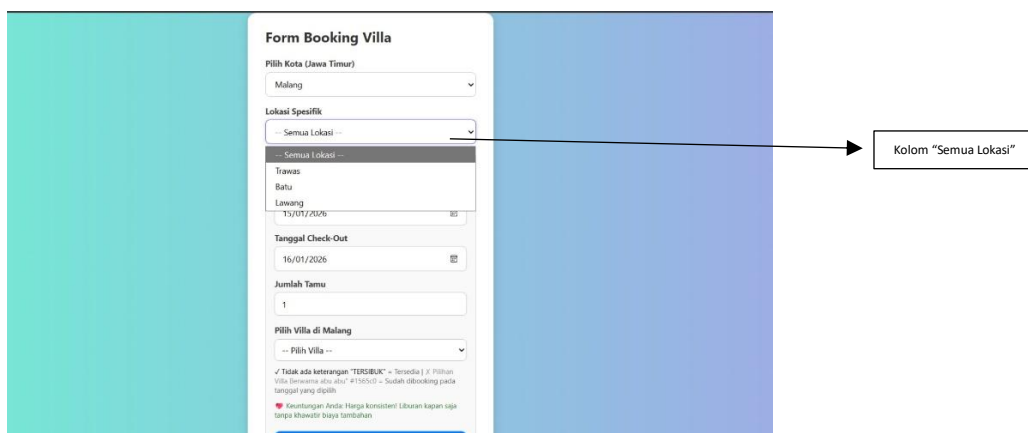 Form Booking Villa
Pilih Kota (Jawa Timur)
Malang
Lokasi Spesifik
-- Semua Lokasi --
-- Semua Lokasi --
Trawas
Batu
Lawang
15/01/2026
Tanggal Check-Out
16/01/2026
Jumlah Tamu
1
Pilih Villa di Malang
-- Pilih Villa --
✓ Tidak ada keterangan "TERSIBUK" = Tersedia | ✗ Pilihan
Villa Berwarna abu abu" #1565c0 = Sudah dibooking pada
tanggal yang dipilih
💖 Keuntungan Anda: Harga konsisten! Liburan kapan saja
tanpa khawatir biaya tambahan
Kolom “Semua Lokasi”